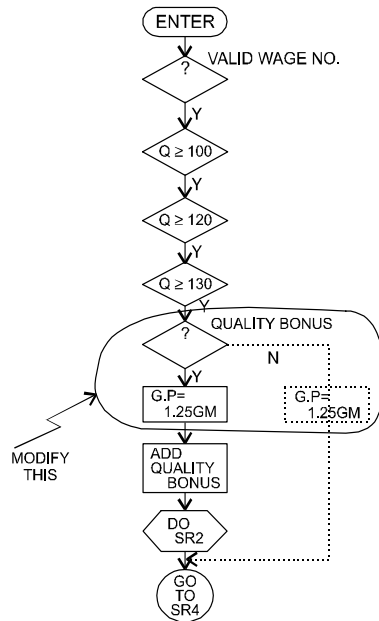 ENTER
VALID WAGE NO.
?
Y
Q ≥ 100
Y
Q ≥ 120
Y
Q ≥ 130
Y
QUALITY BONUS
?
N
Y
G.P=
1.25GM
G.P=
1.25GM
MODIFY
THIS
ADD
QUALITY
BONUS
DO
SR2
GO
TO
SR4